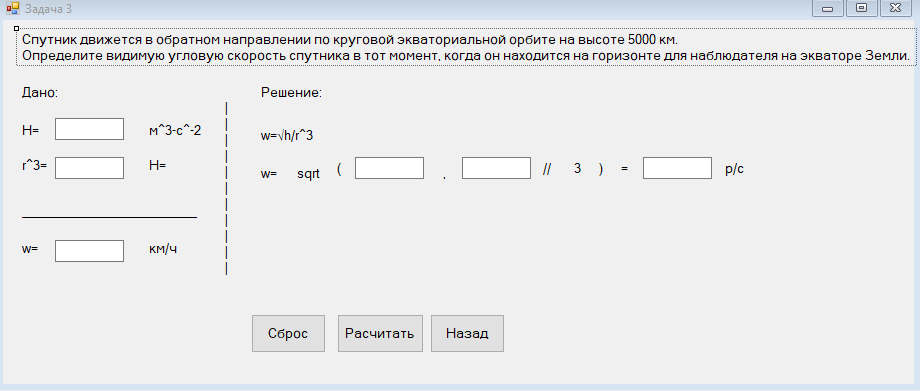 Задача 3
Спутник движется в обратном направлении по круговой экваториальной орбите на высоте 5000 км.
Определите видимую угловую скорость спутника в тот момент, когда он находится на горизонте для наблюдателя на экваторе Земли.
Дано:
Решение:
H= м^3-с^-2
w=√h/r^3
r^3= H=
w= sqrt ( , // 3 ) = р/с
w= км/ч
Сброс Расчитать Назад